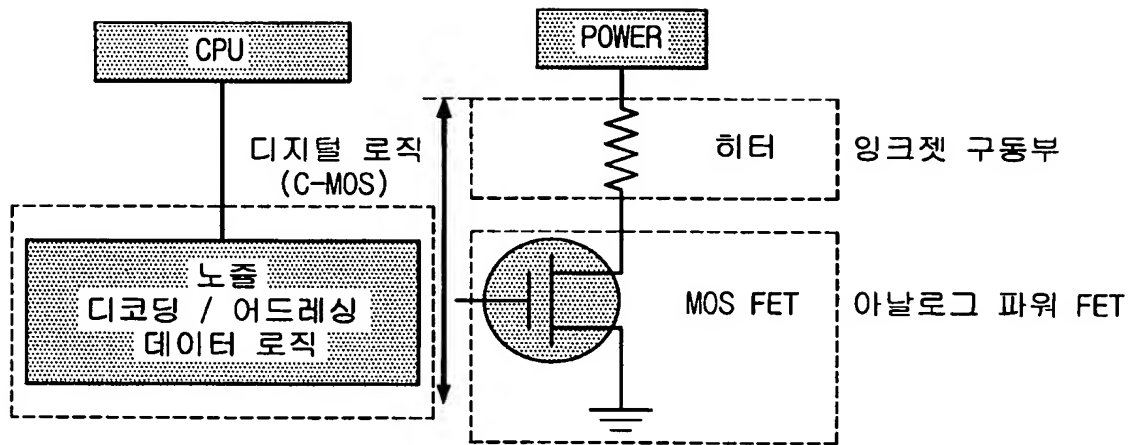 CPU
POWER
디지털 로직
(C-MOS)
히터
잉크젯 구동부
노즐
디코딩 / 어드레싱
데이터 로직
MOS FET
아날로그 파워 FET